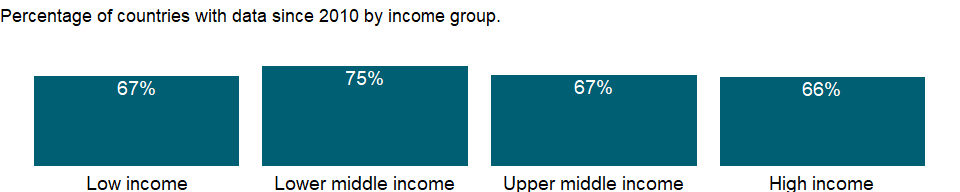 Percentage of countries with data since 2010 by income group.
67%
75%
67%
66%
Low income
Lower middle income
Upper middle income
High income